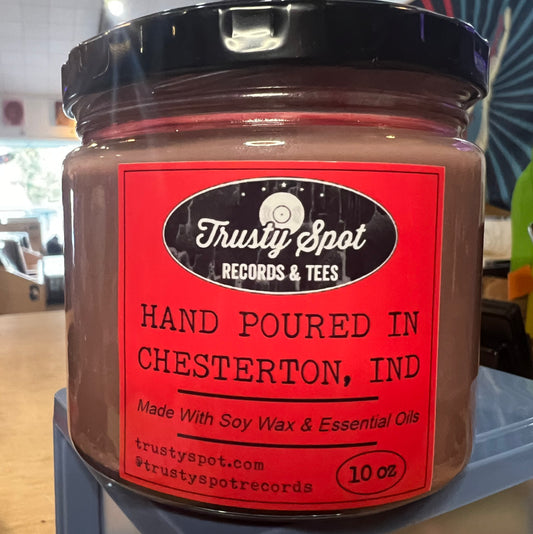 Trusty Spot
RECORDS & TEES
HAND POURED IN
CHESTERTON, IND
Made With Soy Wax & Essential Oils
trustyspot.com
@trustyspotrecords
10 oz